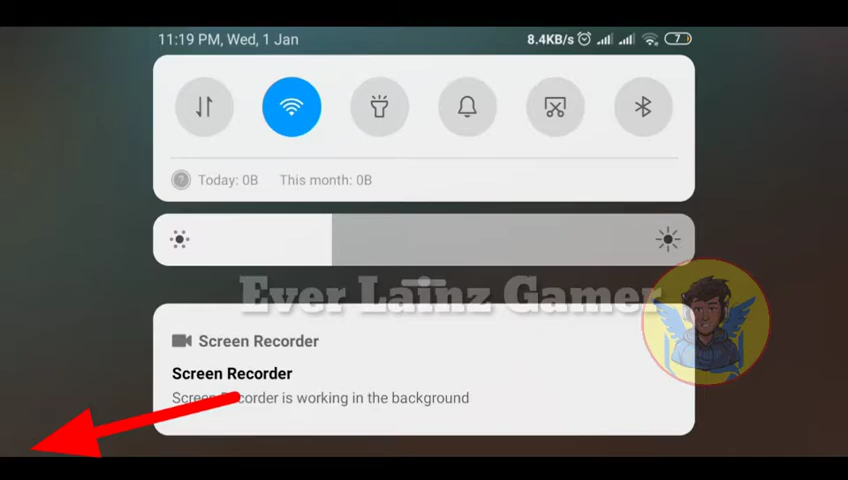 11:19 PM, Wed, 1 Jan 8.4KB/s 7
Today: 0B This month: 0B
Ever Lainz Gamer
Screen Recorder
Screen Recorder
Screen Recorder is working in the background